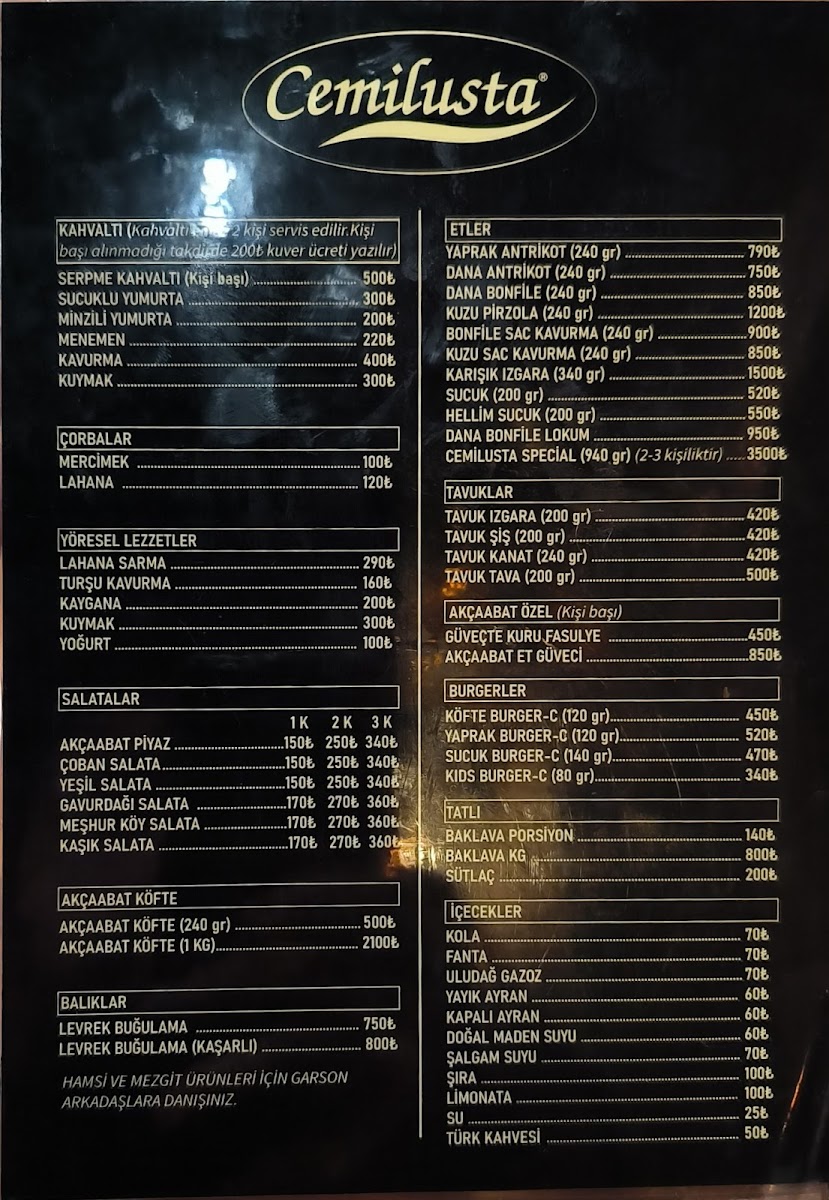 Cemilusta®
KAHVALTI (Kahvaltı 2 kişi servis edilir.Kişi
başı alınmadığı takdirde 200₺ kuver ücreti yazılır)
SERPME KAHVALTI (Kişi başı) 500₺
SUCUKLU YUMURTA 300₺
MİNZİLİ YUMURTA 200₺
MENEMEN 220₺
KAVURMA 400₺
KUYMAK 300₺
ÇORBALAR
MERCİMEK 100₺
LAHANA 120₺
YÖRESEL LEZZETLER
LAHANA SARMA 290₺
TURŞU KAVURMA 160₺
KAYGANA 200₺
KUYMAK 300₺
YOĞURT 100₺
SALATALAR
1 K 2 K 3 K
AKÇAABAT PİYAZ 150₺ 250₺ 340₺
ÇOBAN SALATA 150₺ 250₺ 340₺
YEŞİL SALATA 150₺ 250₺ 340₺
GAVURDAĞI SALATA 170₺ 270₺ 360₺
MEŞHUR KÖY SALATA 170₺ 270₺ 360₺
KAŞIK SALATA 170₺ 270₺ 360₺
AKÇAABAT KÖFTE
AKÇAABAT KÖFTE (240 gr) 500₺
AKÇAABAT KÖFTE (1 KG) 2100₺
BALIKLAR
LEVREK BUĞULAMA 750₺
LEVREK BUĞULAMA (KAŞARLI) 800₺
HAMSİ VE MEZGİT ÜRÜNLERİ İÇİN GARSON
ARKADAŞLARA DANIŞINIZ.
ETLER
YAPRAK ANTRİKOT (240 gr) 790₺
DANA ANTRİKOT (240 gr) 750₺
DANA BONFİLE (240 gr) 850₺
KUZU PİRZOLA (240 gr) 1200₺
BONFİLE SAC KAVURMA (240 gr) 900₺
KUZU SAC KAVURMA (240 gr) 850₺
KARIŞIK IZGARA (340 gr) 1500₺
SUCUK (200 gr) 520₺
HELLİM SUCUK (200 gr) 550₺
DANA BONFİLE LOKUM 950₺
CEMİLUSTA SPECİAL (940 gr) (2-3 kişiliktir) 3500₺
TAVUKLAR
TAVUK IZGARA (200 gr) 420₺
TAVUK ŞİŞ (200 gr) 420₺
TAVUK KANAT (240 gr) 420₺
TAVUK TAVA (200 gr) 500₺
AKÇAABAT ÖZEL (Kişi başı)
GÜVEÇTE KURU FASULYE 450₺
AKÇAABAT ET GÜVECİ 850₺
BURGERLER
KÖFTE BURGER-C (120 gr) 450₺
YAPRAK BURGER-C (120 gr) 520₺
SUCUK BURGER-C (140 gr) 470₺
KIDS BURGER-C (80 gr) 340₺
TATLI
BAKLAVA PORSİYON 140₺
BAKLAVA KG 800₺
SÜTLAÇ 200₺
İÇECEKLER
KOLA 70₺
FANTA 70₺
ULUDAĞ GAZOZ 70₺
YAYIK AYRAN 60₺
KAPALI AYRAN 60₺
DOĞAL MADEN SUYU 60₺
ŞALGAM SUYU 70₺
ŞIRA 100₺
LİMONATA 100₺
SU 25₺
TÜRK KAHVESİ 50₺